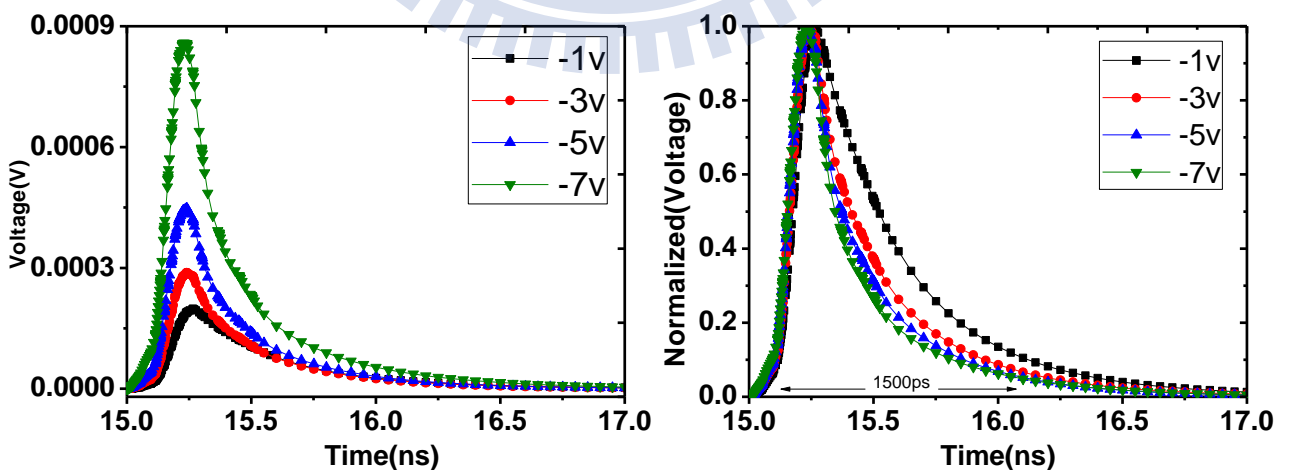 0.0009
0.0006
0.0003
0.0000
Voltage(V)
15.0 15.5 16.0 16.5 17.0
Time(ns)
-1v
-3v
-5v
-7v
1.0
0.8
0.6
0.4
0.2
0.0
Normalized(Voltage)
15.0 15.5 16.0 16.5 17.0
Time(ns)
-1v
-3v
-5v
-7v
1500ps